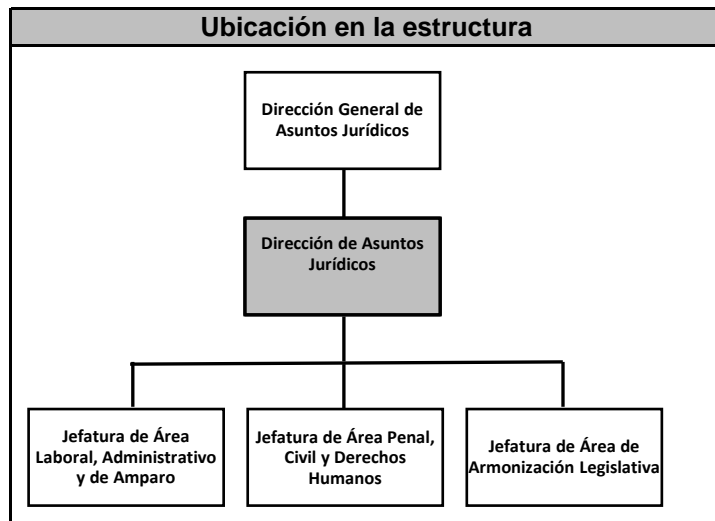 Ubicación en la estructura
Dirección General de
Asuntos Jurídicos
Dirección de Asuntos
Jurídicos
Jefatura de Área
Laboral, Administrativo
y de Amparo
Jefatura de Área Penal,
Civil y Derechos
Humanos
Jefatura de Área de
Armonización Legislativa